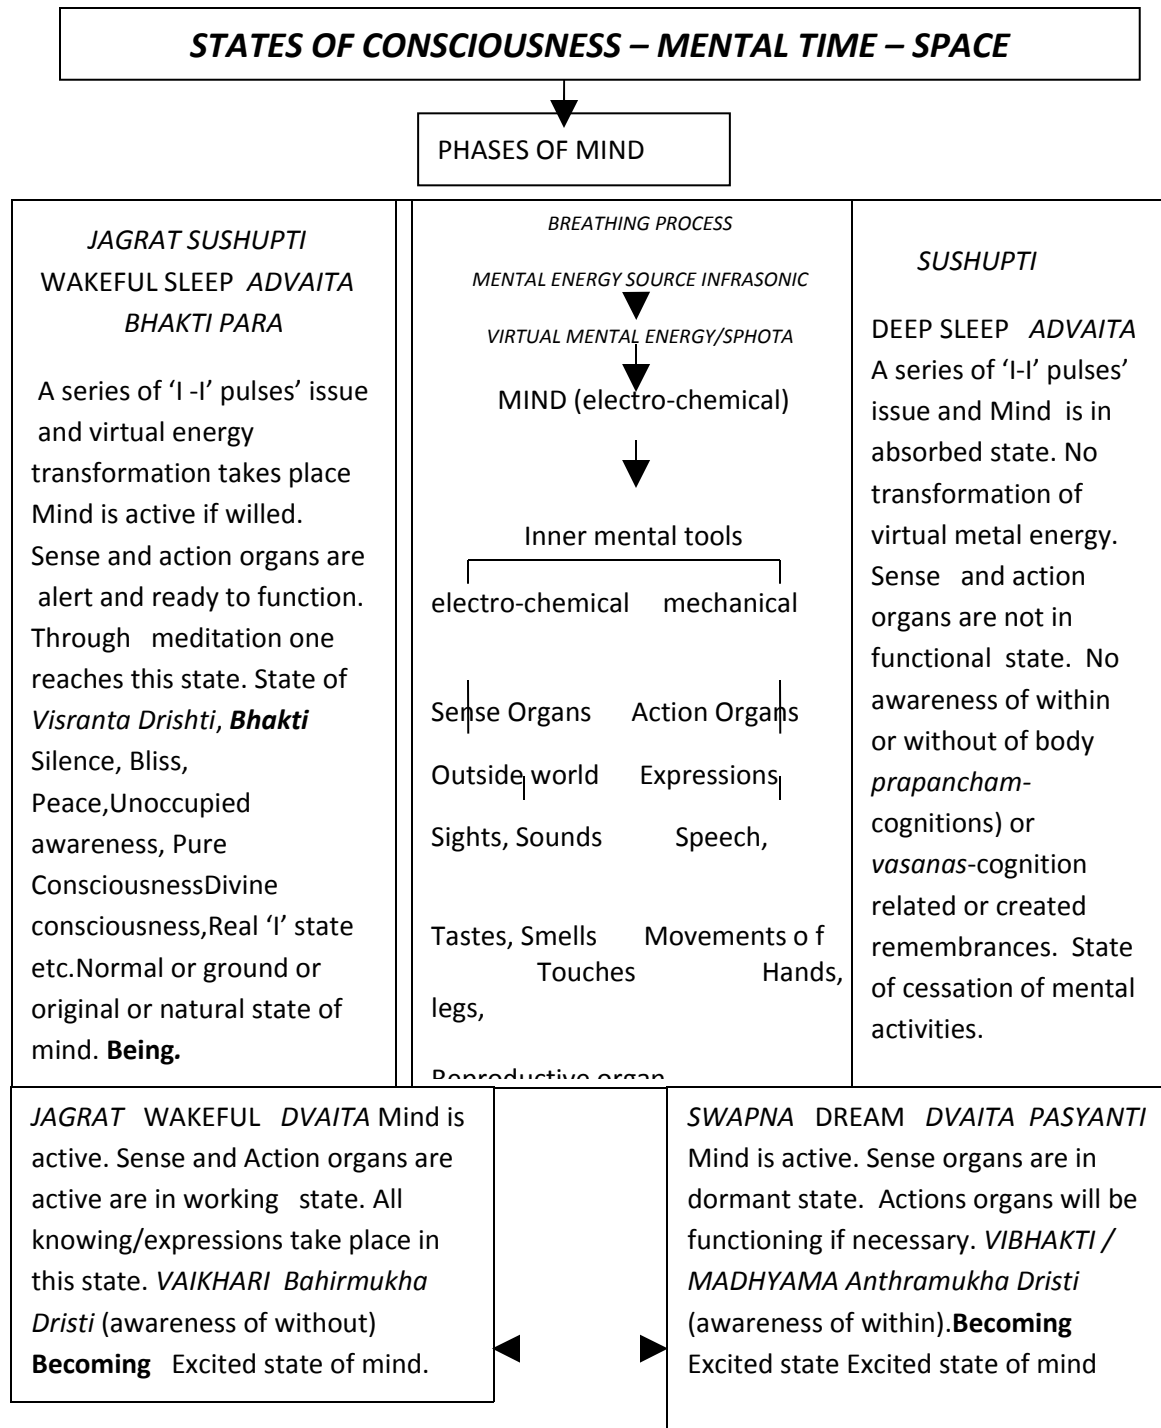 STATES OF CONSCIOUSNESS – MENTAL TIME – SPACE
PHASES OF MIND
JAGRAT SUSHUPTI
WAKEFUL SLEEP ADVAITA
BHAKTI PARA
A series of ‘I -I’ pulses’ issue
and virtual energy
transformation takes place
Mind is active if willed.
Sense and action organs are
alert and ready to function.
Through meditation one
reaches this state. State of
Visranta Drishti, Bhakti
Silence, Bliss,
Peace,Unoccupied
awareness, Pure
ConsciousnessDivine
consciousness,Real ‘I’ state
etc.Normal or ground or
original or natural state of
mind. Being.
BREATHING PROCESS
MENTAL ENERGY SOURCE INFRASONIC
VIRTUAL MENTAL ENERGY/SPHOTA
MIND (electro-chemical)
Inner mental tools
electro-chemical mechanical
Sense Organs Action Organs
Outside world Expressions
Sights, Sounds Speech,
Tastes, Smells Movements o f
Touches Hands,
legs,
Reproductive organ
SUSHUPTI
DEEP SLEEP ADVAITA
A series of ‘I-I’ pulses’
issue and Mind is in
absorbed state. No
transformation of
virtual metal energy.
Sense and action
organs are not in
functional state. No
awareness of within
or without of body
prapancham-
cognitions) or
vasanas-cognition
related or created
remembrances. State
of cessation of mental
activities.
JAGRAT WAKEFUL DVAITA Mind is
active. Sense and Action organs are
active are in working state. All
knowing/expressions take place in
this state. VAIKHARI Bahirmukha
Dristi (awareness of without)
Becoming Excited state of mind.
SWAPNA DREAM DVAITA PASYANTI
Mind is active. Sense organs are in
dormant state. Actions organs will be
functioning if necessary. VIBHAKTI /
MADHYAMA Anthramukha Dristi
(awareness of within).Becoming
Excited state Excited state of mind